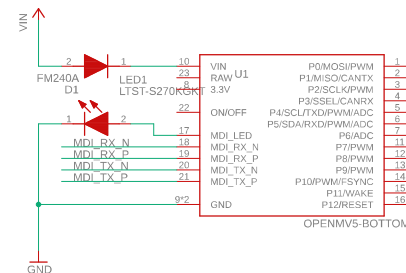 VIN
2
1
FM240A
D1
LED1
LTST-S270KGKT
1
2
MDI_RX_N
MDI_RX_P
MDI_TX_N
MDI_TX_P
GND
U1
10 VIN
23 RAW
8 3.3V
22 ON/OFF
17 MDI_LED
18 MDI_RX_N
19 MDI_RX_P
20 MDI_TX_N
21 MDI_TX_P
9*2 GND
P0/MOSI/PWM 1
P1/MISO/CANTX 2
P2/SCLK/PWM 3
P3/SSEL/CANRX 4
P4/SCL/TXD/PWM/ADC 5
P5/SDA/RXD/PWM/ADC 6
P6/ADC 7
P7/PWM 11
P8/PWM 12
P9/PWM 13
P10/PWM/FSYNC 14
P11/WAKE 15
P12/RESET 16
OPENMV5-BOTTOM